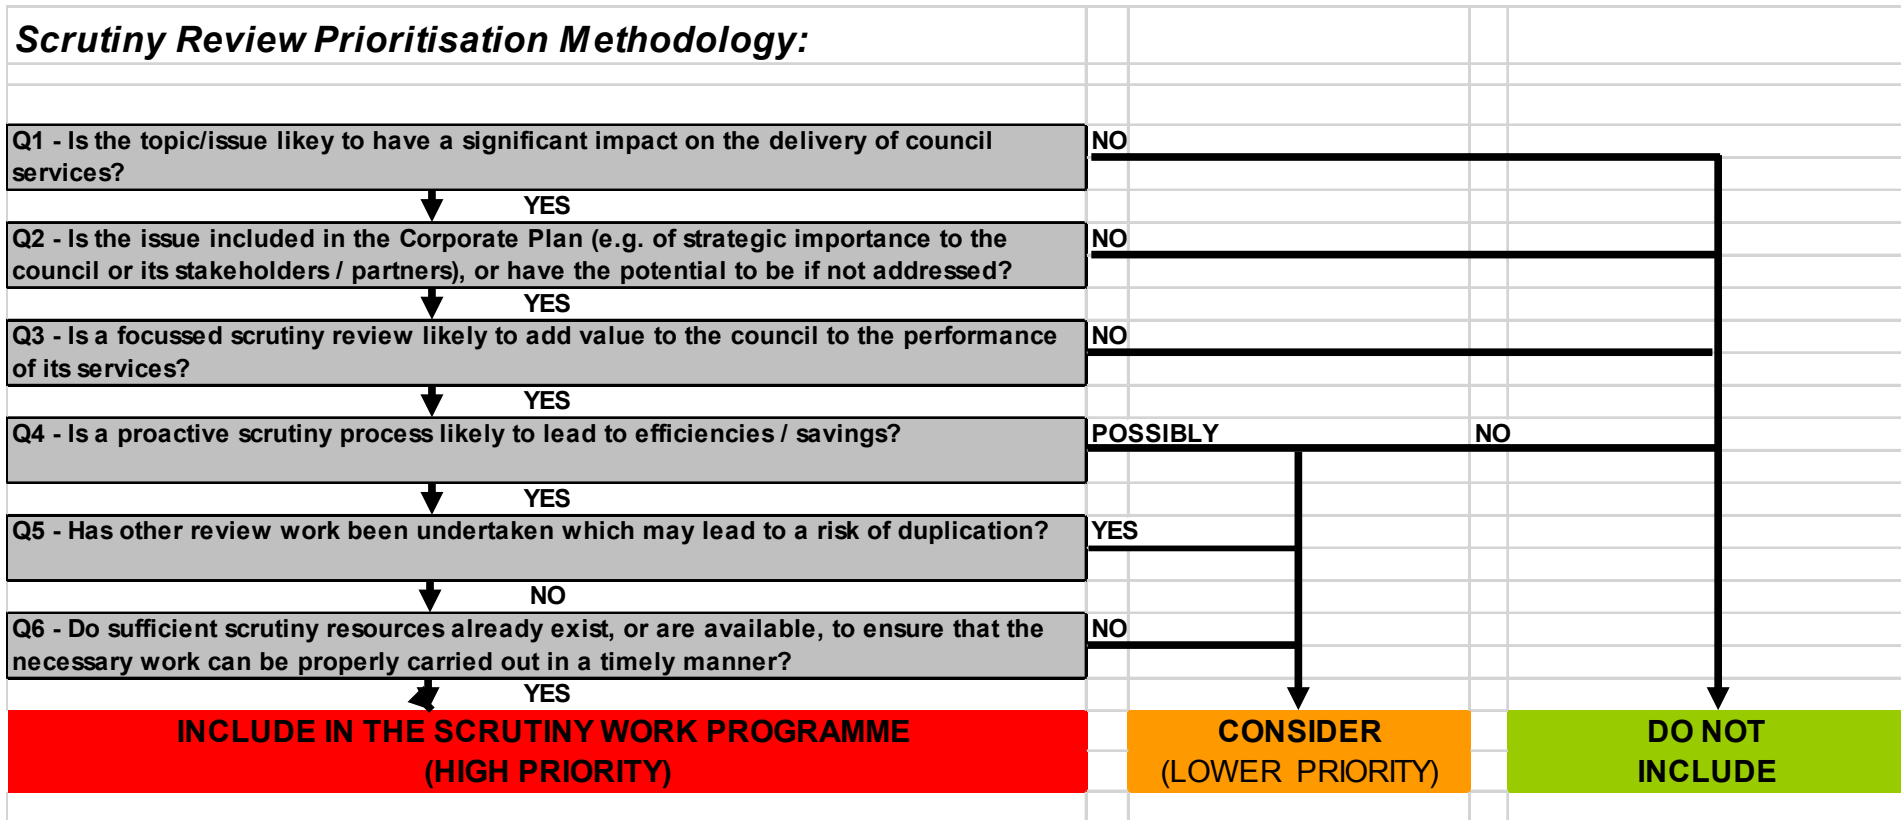 Scrutiny Review Prioritisation Methodology:
Q1 - Is the topic/issue likey to have a significant impact on the delivery of council
services?
NO
YES
Q2 - Is the issue included in the Corporate Plan (e.g. of strategic importance to the
council or its stakeholders / partners), or have the potential to be if not addressed?
NO
YES
Q3 - Is a focussed scrutiny review likely to add value to the council to the performance
of its services?
NO
YES
Q4 - Is a proactive scrutiny process likely to lead to efficiencies / savings?
POSSIBLY
NO
YES
Q5 - Has other review work been undertaken which may lead to a risk of duplication?
YES
NO
Q6 - Do sufficient scrutiny resources already exist, or are available, to ensure that the
necessary work can be properly carried out in a timely manner?
NO
YES
INCLUDE IN THE SCRUTINY WORK PROGRAMME
(HIGH PRIORITY)
CONSIDER
(LOWER PRIORITY)
DO NOT
INCLUDE